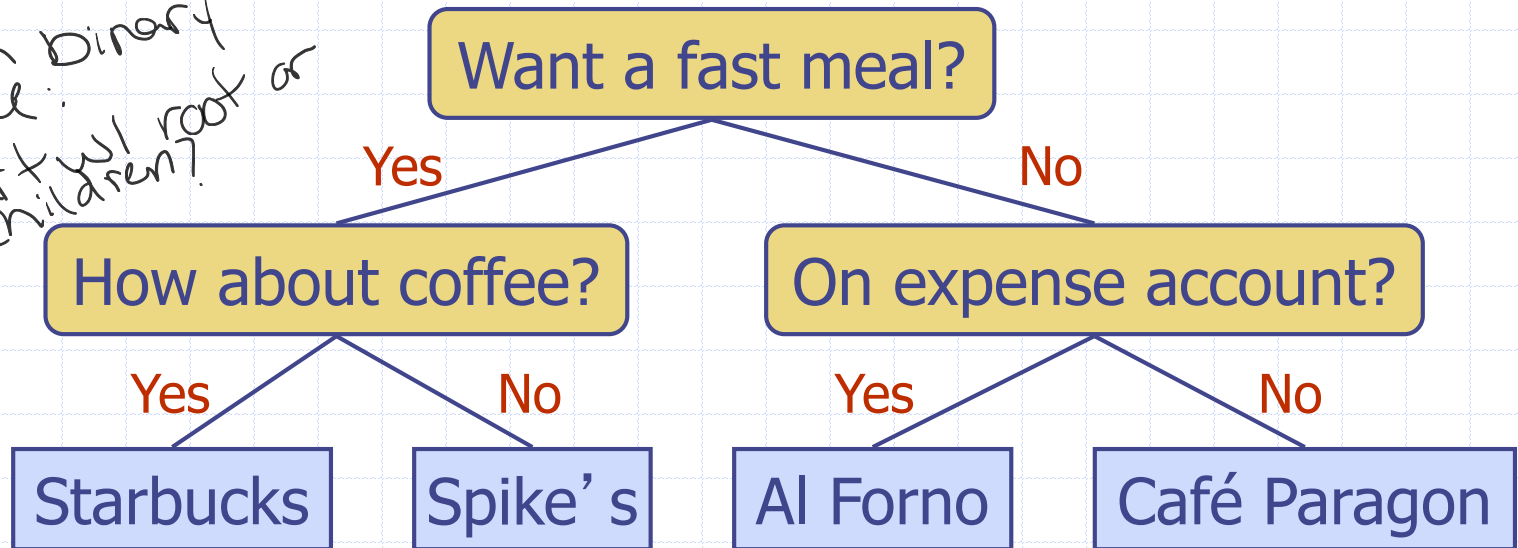 binary
root or
children?
Want a fast meal?
Yes
No
How about coffee?
On expense account?
Yes
No
Yes
No
Starbucks
Spike’s
Al Forno
Café Paragon